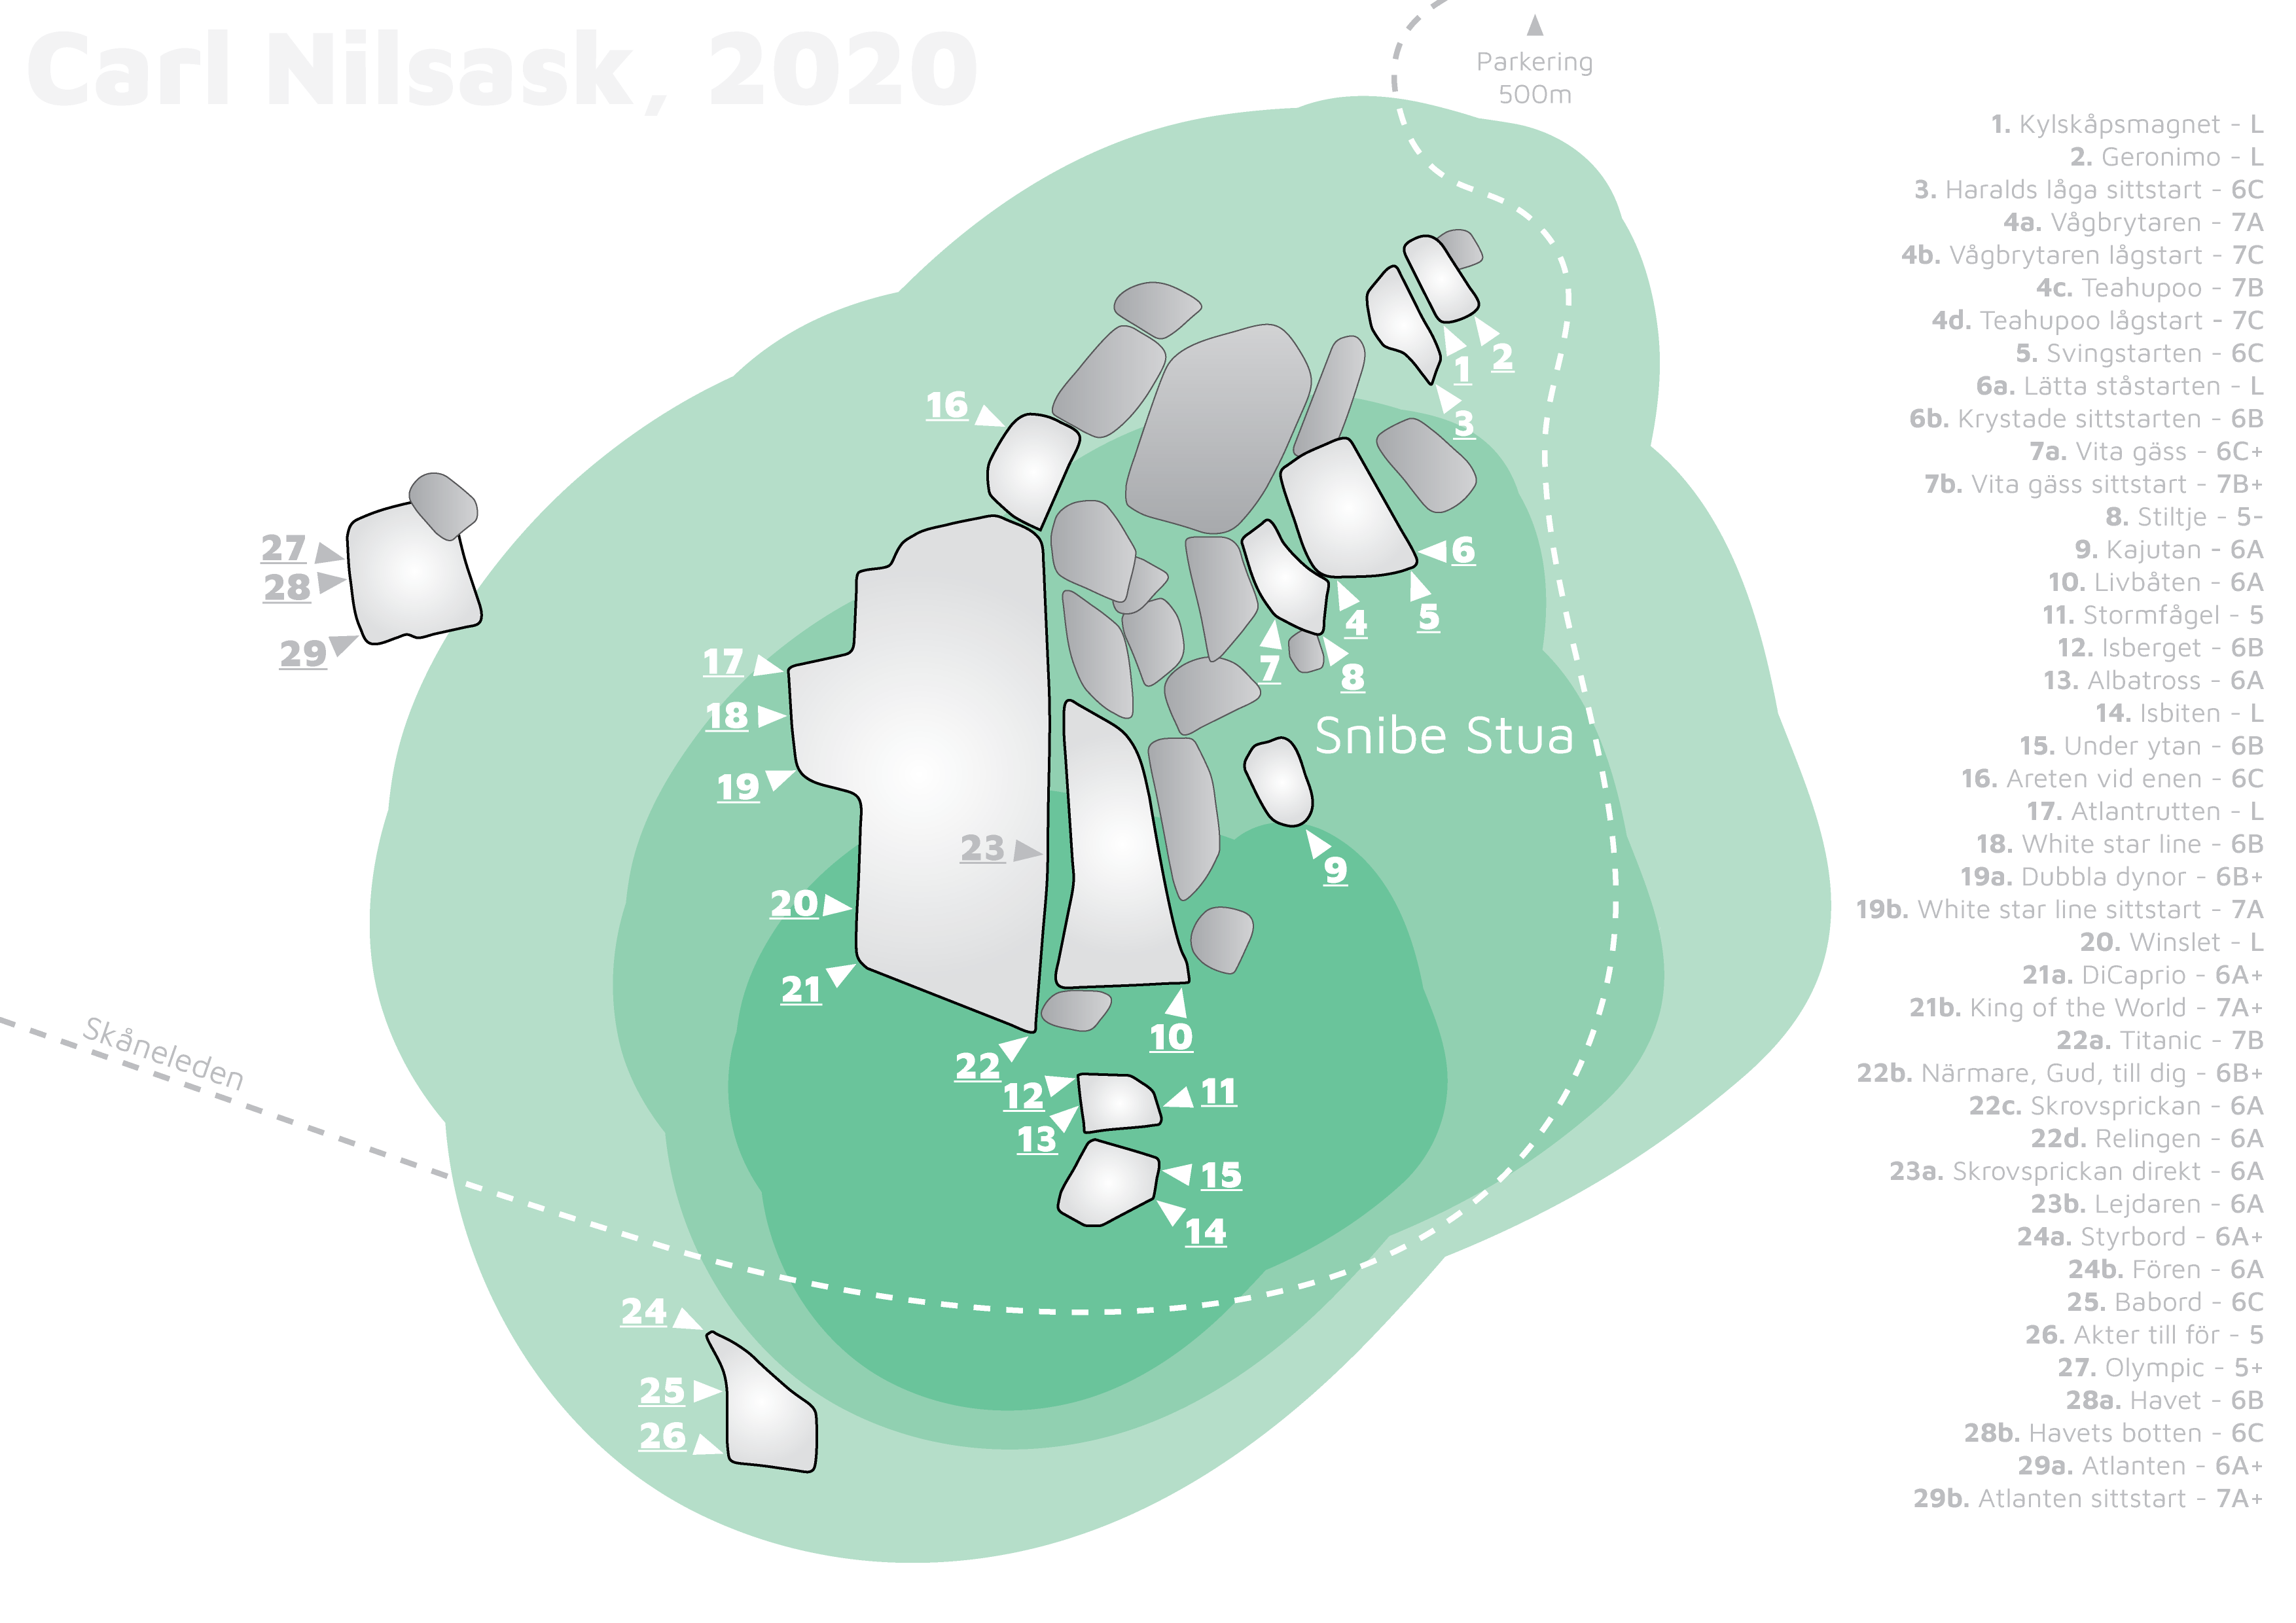 Carl Nilsask, 2020
Parkering
500m
1. Kylskåpsmagnet - L
2. Geronimo - L
3. Haralds låga sittstart - 6C
4a. Vågbrytaren - 7A
4b. Vågbrytaren lågstart - 7C
4c. Teahupoo - 7B
4d. Teahupoo lågstart - 7C
5. Svingstarten - 6C
6a. Lätta ståstarten - L
6b. Krystade sittstarten - 6B
7a. Vita gäss - 6C+
7b. Vita gäss sittstart - 7B+
8. Stiltje - 5-
9. Kajutan - 6A
10. Livbåten - 6A
11. Stormfågel - 5
12. Isberget - 6B
13. Albatross - 6A
14. Isbiten - L
15. Under ytan - 6B
16. Areten vid enen - 6C
17. Atlantrutten - L
18. White star line - 6B
19a. Dubbla dynor - 6B+
19b. White star line sittstart - 7A
20. Winslet - L
21a. DiCaprio - 6A+
21b. King of the World - 7A+
22a. Titanic - 7B
22b. Närmare, Gud, till dig - 6B+
22c. Skrovsprickan - 6A
22d. Relingen - 6A
23a. Skrovsprickan direkt - 6A
23b. Lejdaren - 6A
24a. Styrbord - 6A+
24b. Fören - 6A
25. Babord - 6C
26. Akter till för - 5
27. Olympic - 5+
28a. Havet - 6B
28b. Havets botten - 6C
29a. Atlanten - 6A+
29b. Atlanten sittstart - 7A+
1
2
3
16
27
28
29
6
5
4
7
8
17
18
19
Snibe Stua
23
9
20
21
10
22
12
11
13
15
14
Skåneleden
24
25
26